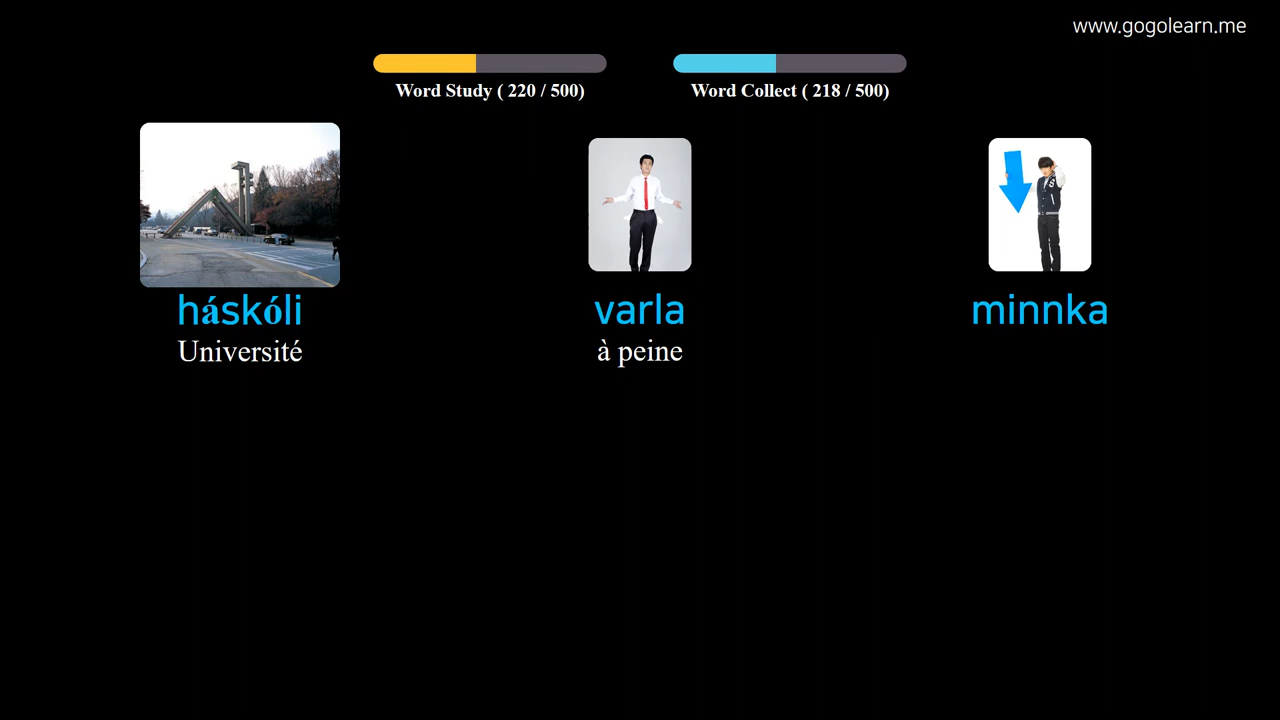 www.gogolearn.me
Word Study ( 220 / 500)
Word Collect ( 218 / 500)
háskóli
Université
varla
à peine
minnka